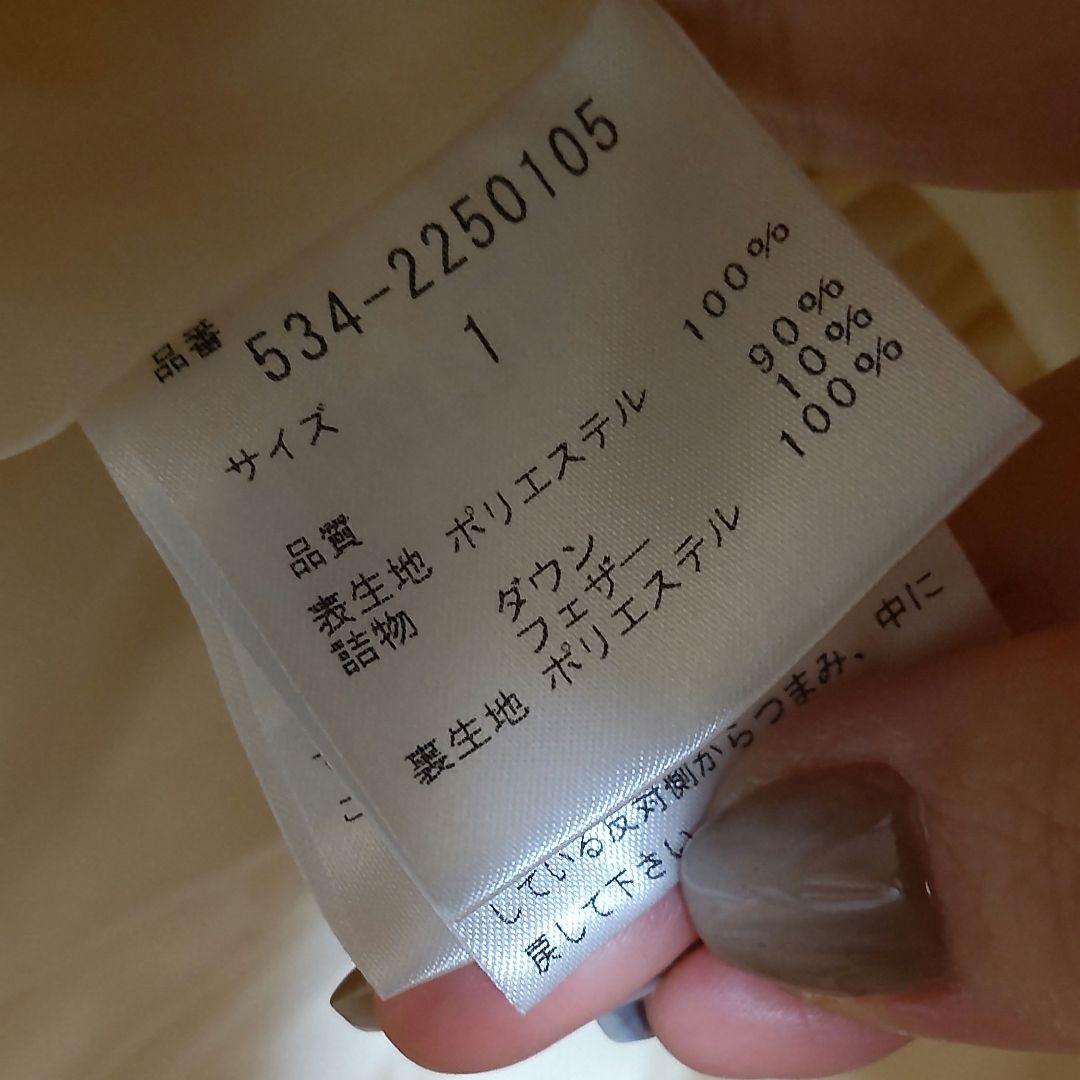 品番 534-2250105
サイズ 1
品質
表生地 ポリエステル 100%
詰物 ダウン 90%
フェザー 10%
裏生地 ポリエステル 100%
中に
している反対側からつまみ、
戻して下さい
こ